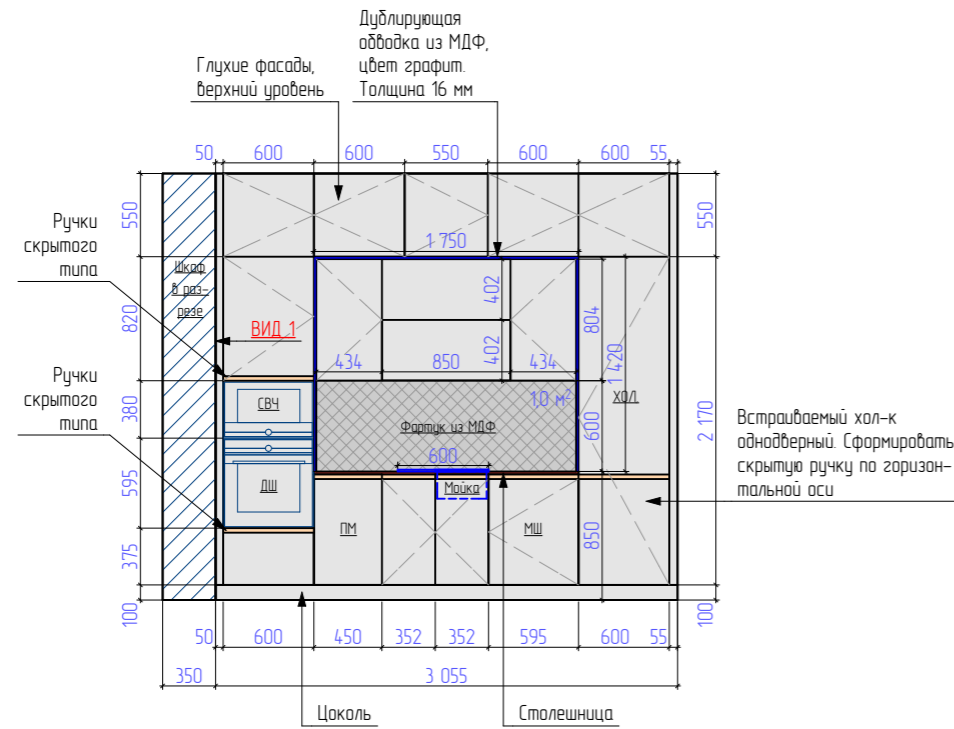 Дублирующая
обводка из МДФ,
цвет графит.
Толщина 16 мм
Глухие фасады,
верхний уровень
50 600 600 550 600 600 55
550
550
1 750
Ручки
скрытого
типа
Шкаф
в раз-
резе
820
ВИД 1
402
402
804
1 420
434 850 434
Ручки
скрытого
типа
380
СВЧ
1,0 м²
ХОЛ.
Фартук из МДФ
600
600
2 170
Встраиваемый хол-к
однодверный. Сформировать
скрытую ручку по горизон-
тальной оси
595
ДШ
Мойка
ПМ
МШ
850
375
100
100
50 600 450 352 352 595 600 55
350
3 055
Цоколь
Столешница